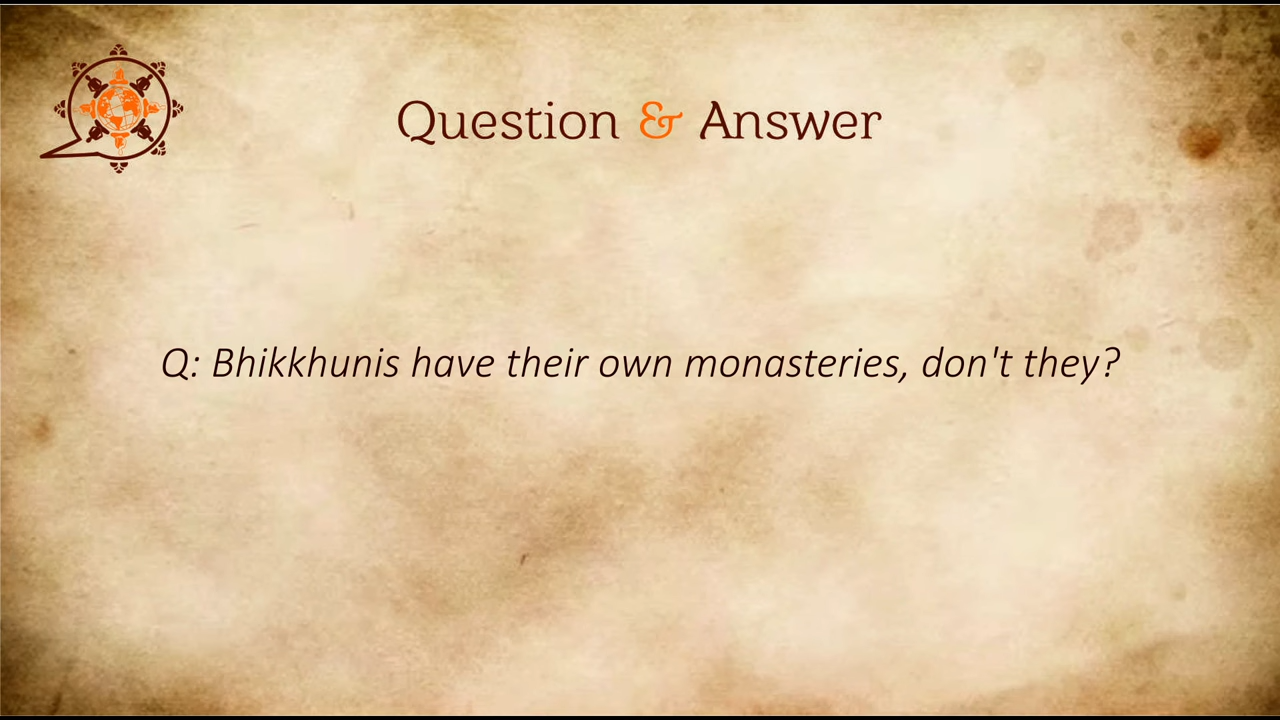 Question & Answer
Q: Bhikkhunis have their own monasteries, don't they?